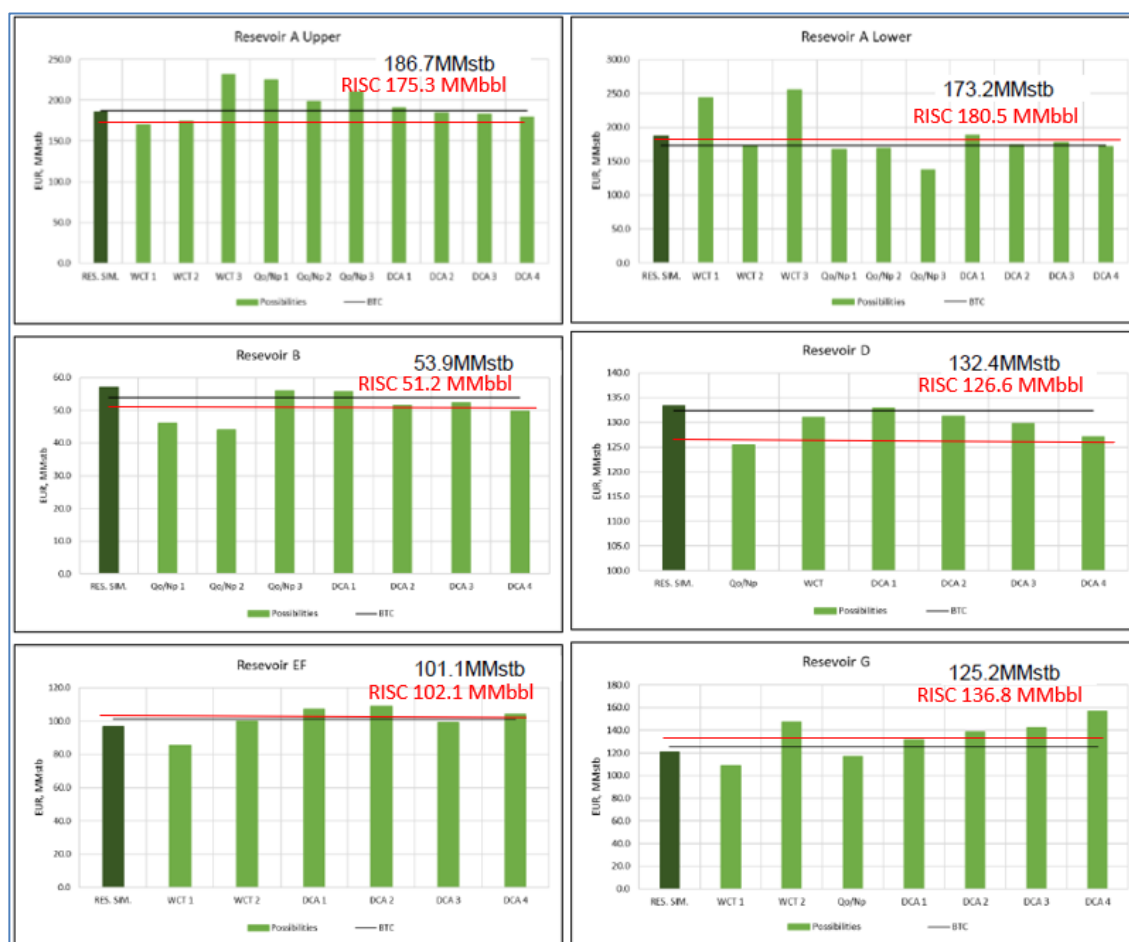 Resevoir A Upper
186.7MMstb
RISC 175.3 MMbbl
EUR, MMstb
250.0
200.0
150.0
100.0
50.0
0.0
RES. SIM. WCT 1 WCT 2 WCT 3 Qo/Np 1 Qo/Np 2 Qo/Np 3 DCA 1 DCA 2 DCA 3 DCA 4
Possibilities BTC
Resevoir A Lower
173.2MMstb
RISC 180.5 MMbbl
EUR, MMstb
300.0
250.0
200.0
150.0
100.0
50.0
0.0
RES. SIM. WCT 1 WCT 2 WCT 3 Qo/Np 1 Qo/Np 2 Qo/Np 3 DCA 1 DCA 2 DCA 3 DCA 4
Possibilities BTC
Resevoir B
53.9MMstb
RISC 51.2 MMbbl
EUR, MMstb
60.0
50.0
40.0
30.0
20.0
10.0
0.0
RES. SIM. Qo/Np 1 Qo/Np 2 Qo/Np 3 DCA 1 DCA 2 DCA 3 DCA 4
Possibilities BTC
Resevoir D
132.4MMstb
RISC 126.6 MMbbl
EUR, MMstb
140.0
135.0
130.0
125.0
120.0
115.0
110.0
105.0
100.0
RES. SIM. Qo/Np WCT DCA 1 DCA 2 DCA 3 DCA 4
Possibilities BTC
Resevoir EF
101.1MMstb
RISC 102.1 MMbbl
EUR, MMstb
120.0
100.0
80.0
60.0
40.0
20.0
0.0
RES. SIM. WCT 1 WCT 2 DCA 1 DCA 2 DCA 3 DCA 4
Possibilities BTC
Resevoir G
125.2MMstb
RISC 136.8 MMbbl
EUR, MMstb
180.0
160.0
140.0
120.0
100.0
80.0
60.0
40.0
20.0
0.0
RES. SIM. WCT 1 WCT 2 Qo/Np DCA 1 DCA 2 DCA 3 DCA 4
Possibilities BTC